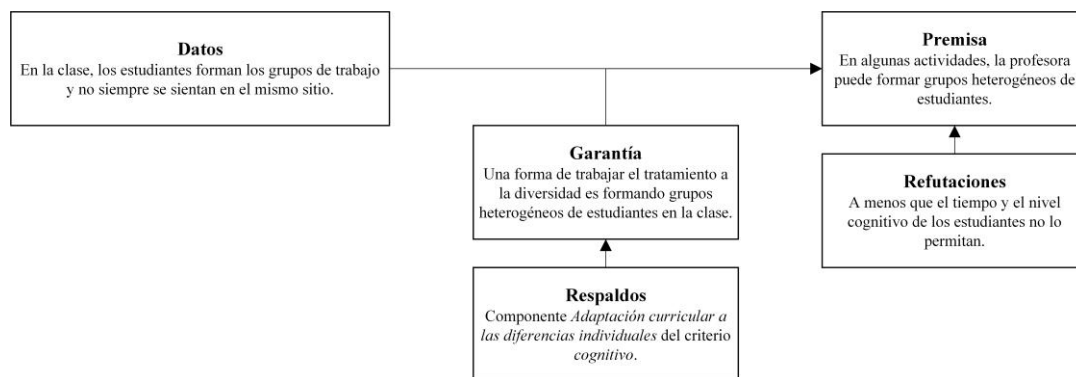 Datos
En la clase, los estudiantes forman los grupos de trabajo
y no siempre se sientan en el mismo sitio.
Premisa
En algunas actividades, la profesora
puede formar grupos heterogéneos de
estudiantes.
Garantía
Una forma de trabajar el tratamiento a
la diversidad es formando grupos
heterogéneos de estudiantes en la clase.
Refutaciones
A menos que el tiempo y el nivel
cognitivo de los estudiantes no lo
permitan.
Respaldos
Componente Adaptación curricular a
las diferencias individuales del criterio
cognitivo.